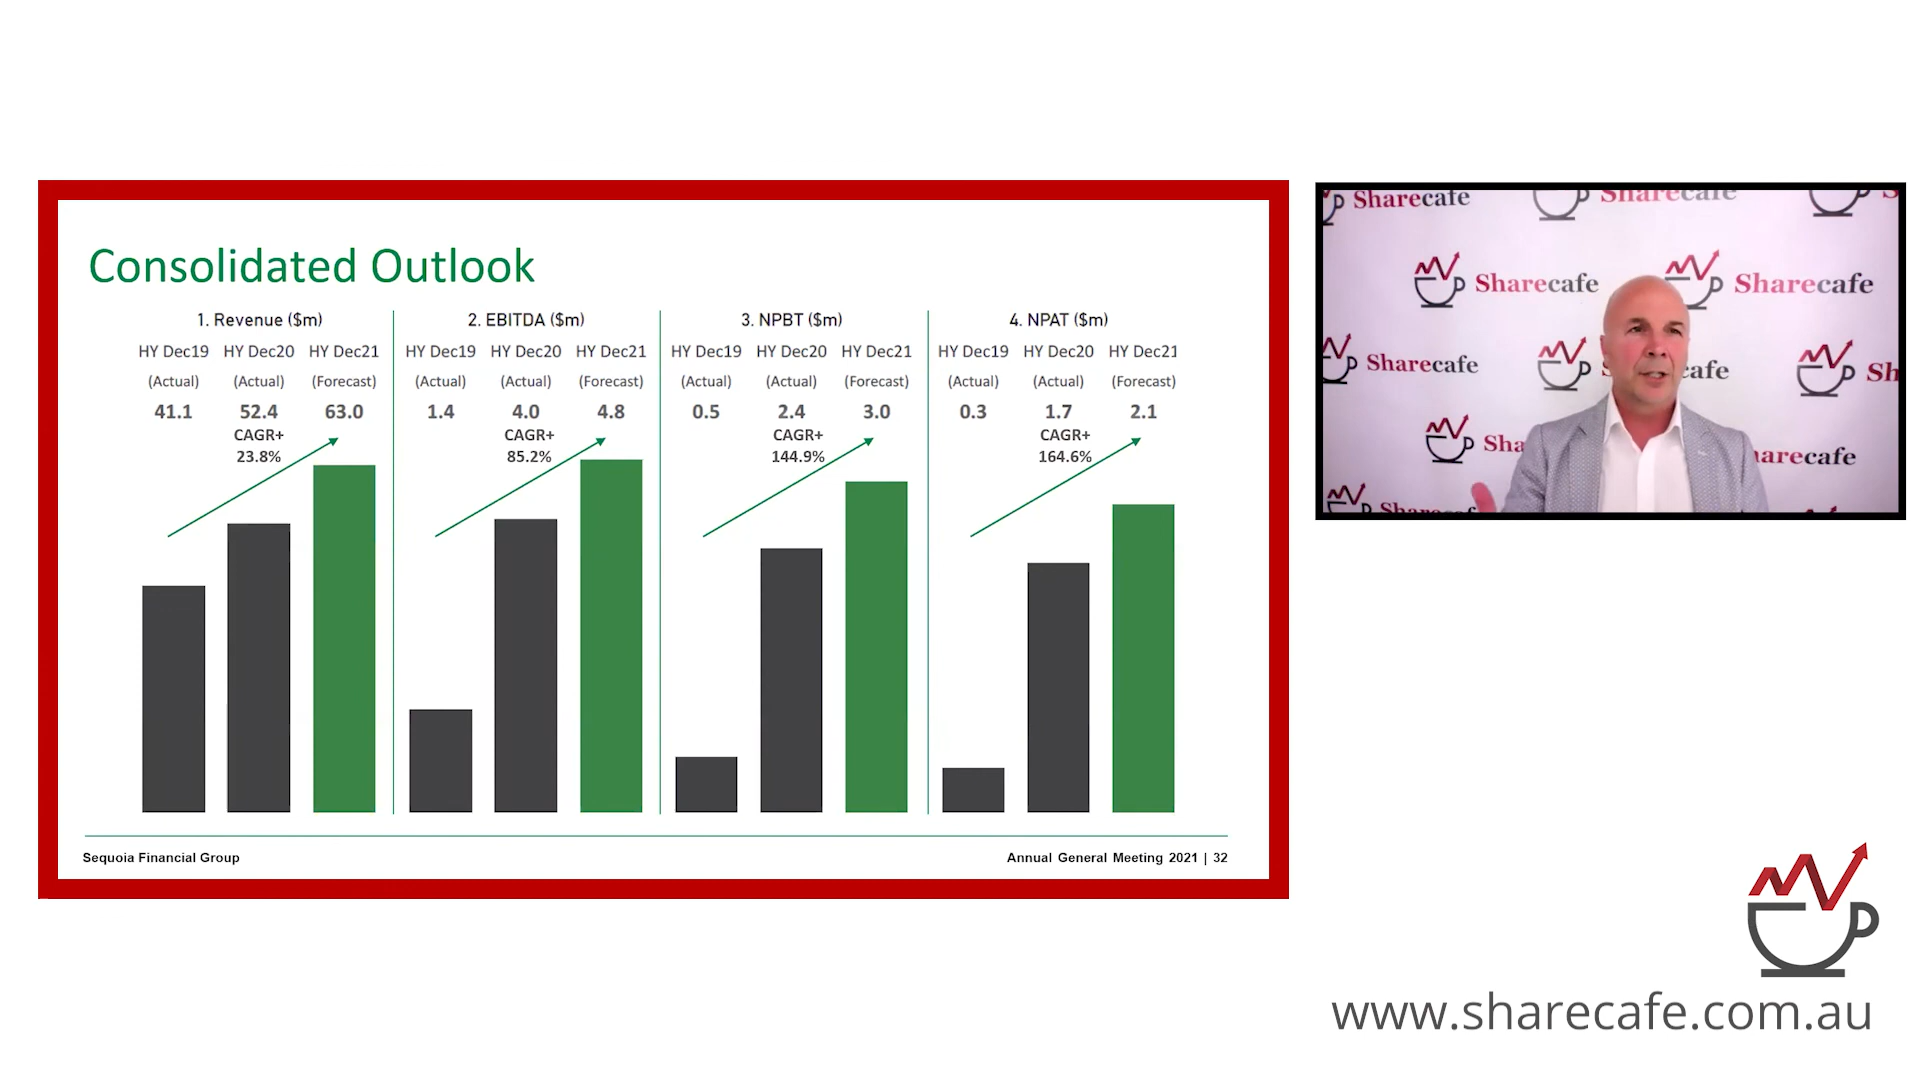 Consolidated Outlook
1. Revenue ($m)
HY Dec19 HY Dec20 HY Dec21
(Actual) (Actual) (Forecast)
41.1 52.4 63.0
CAGR+
23.8%
2. EBITDA ($m)
HY Dec19 HY Dec20 HY Dec21
(Actual) (Actual) (Forecast)
1.4 4.0 4.8
CAGR+
85.2%
3. NPBT ($m)
HY Dec19 HY Dec20 HY Dec21
(Actual) (Actual) (Forecast)
0.5 2.4 3.0
CAGR+
144.9%
4. NPAT ($m)
HY Dec19 HY Dec20 HY Dec21
(Actual) (Actual) (Forecast)
0.3 1.7 2.1
CAGR+
164.6%
Sequoia Financial Group
Annual General Meeting 2021 | 32
Sharecafe Sharecafe
Sharecafe Sharecafe
Sharecafe
www.sharecafe.com.au